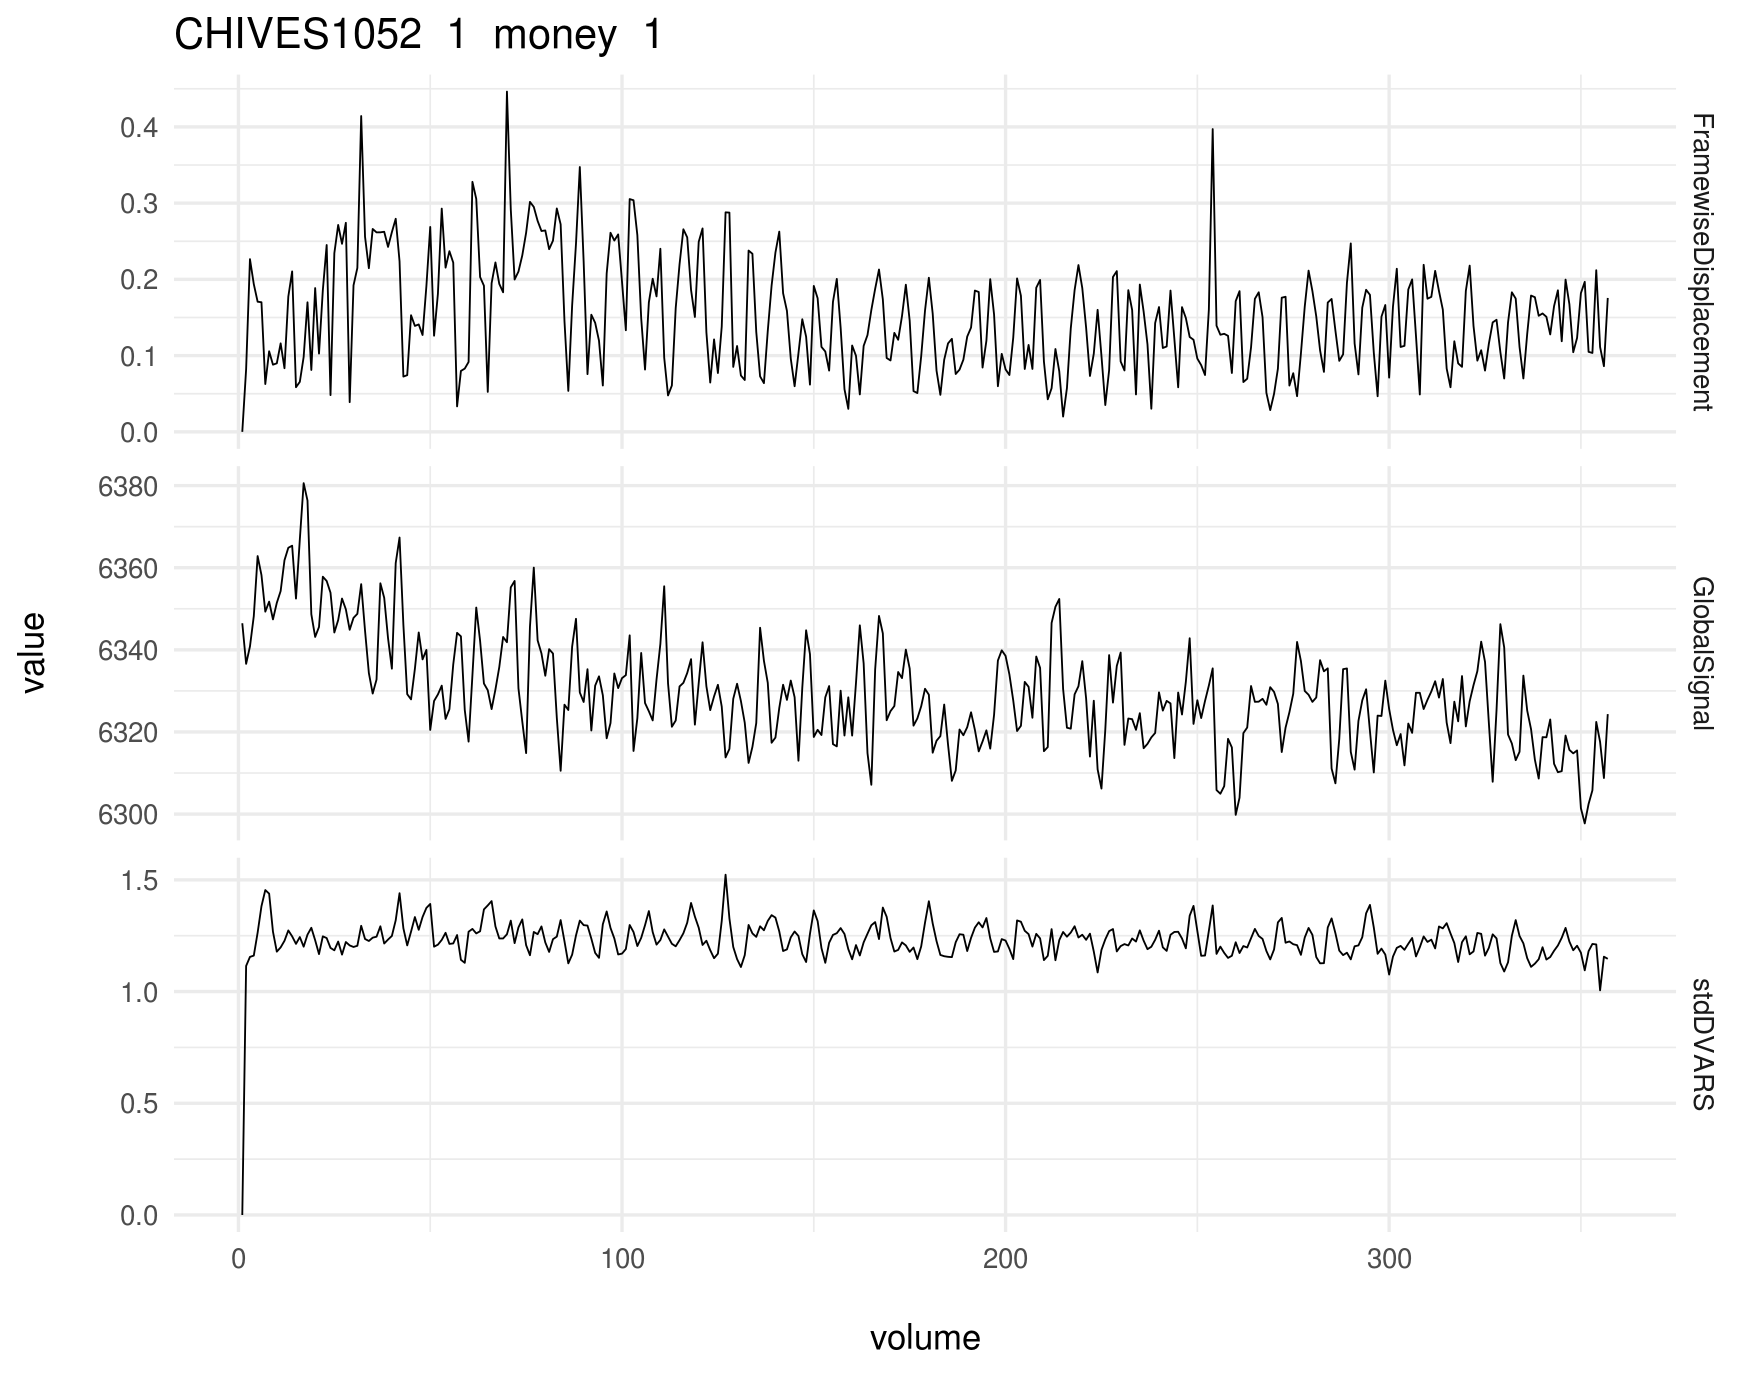 CHIVES1052 1 money 1
0.4
0.3
0.2
0.1
0.0
FramewiseDisplacement
6380
6360
6340
6320
6300
GlobalSignal
1.5
1.0
0.5
0.0
stdDVARS
value
0 100 200 300
volume